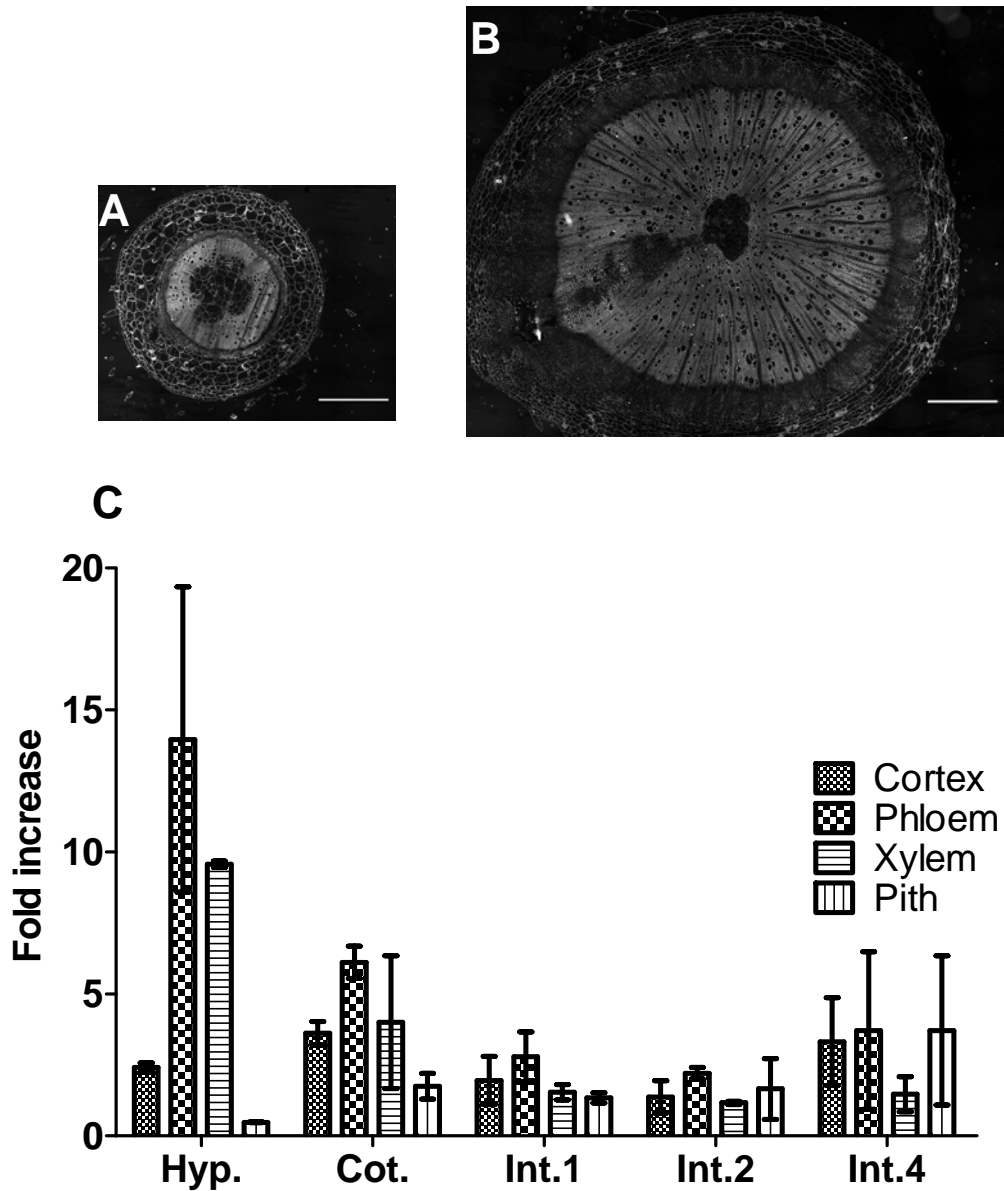 A
B
C
20
15
10
5
0
Fold increase
Cortex
Phloem
Xylem
Pith
Hyp. Cot. Int.1 Int.2 Int.4